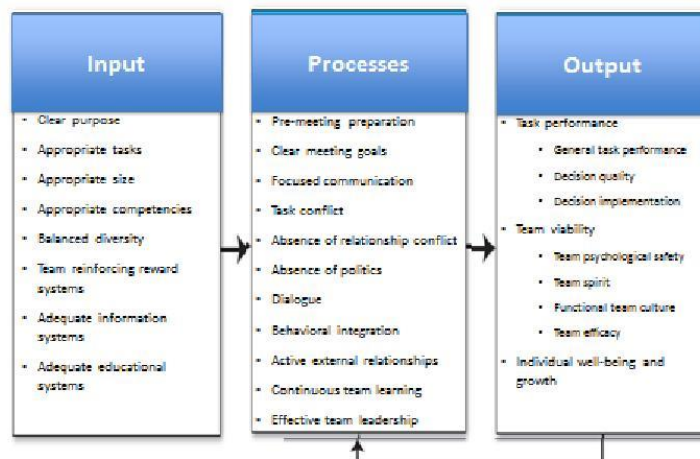 Input
Clear purpose
Appropriate tasks
Appropriate size
Appropriate competencies
Balanced diversity
Team reinforcing reward
systems
Adequate information
systems
Adequate educational
systems
Processes
Pre-meeting preparation
Clear meeting goals
Focused communication
Task conflict
Absence of relationship conflict
Absence of politics
Dialogue
Behavioral integration
Active external relationships
Continuous team learning
Effective team leadership
Output
Task performance
General task performance
Decision quality
Decision implementation
Team viability
Team psychological safety
Team spirit
Functional team culture
Team efficacy
Individual well-being and
growth